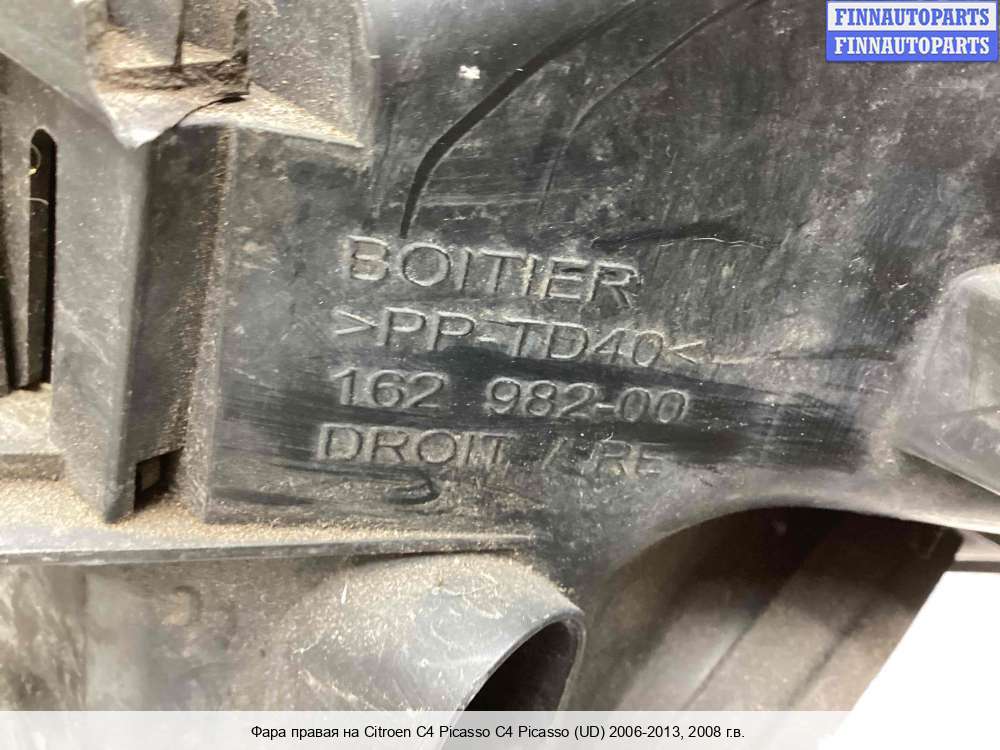 FINNAUTOPARTS
FINNAUTOPARTS
BOITIER
>PP-TD40<
162 982-00
DROIT / RE
Фара правая на Citroen C4 Picasso C4 Picasso (UD) 2006-2013, 2008 г.в.